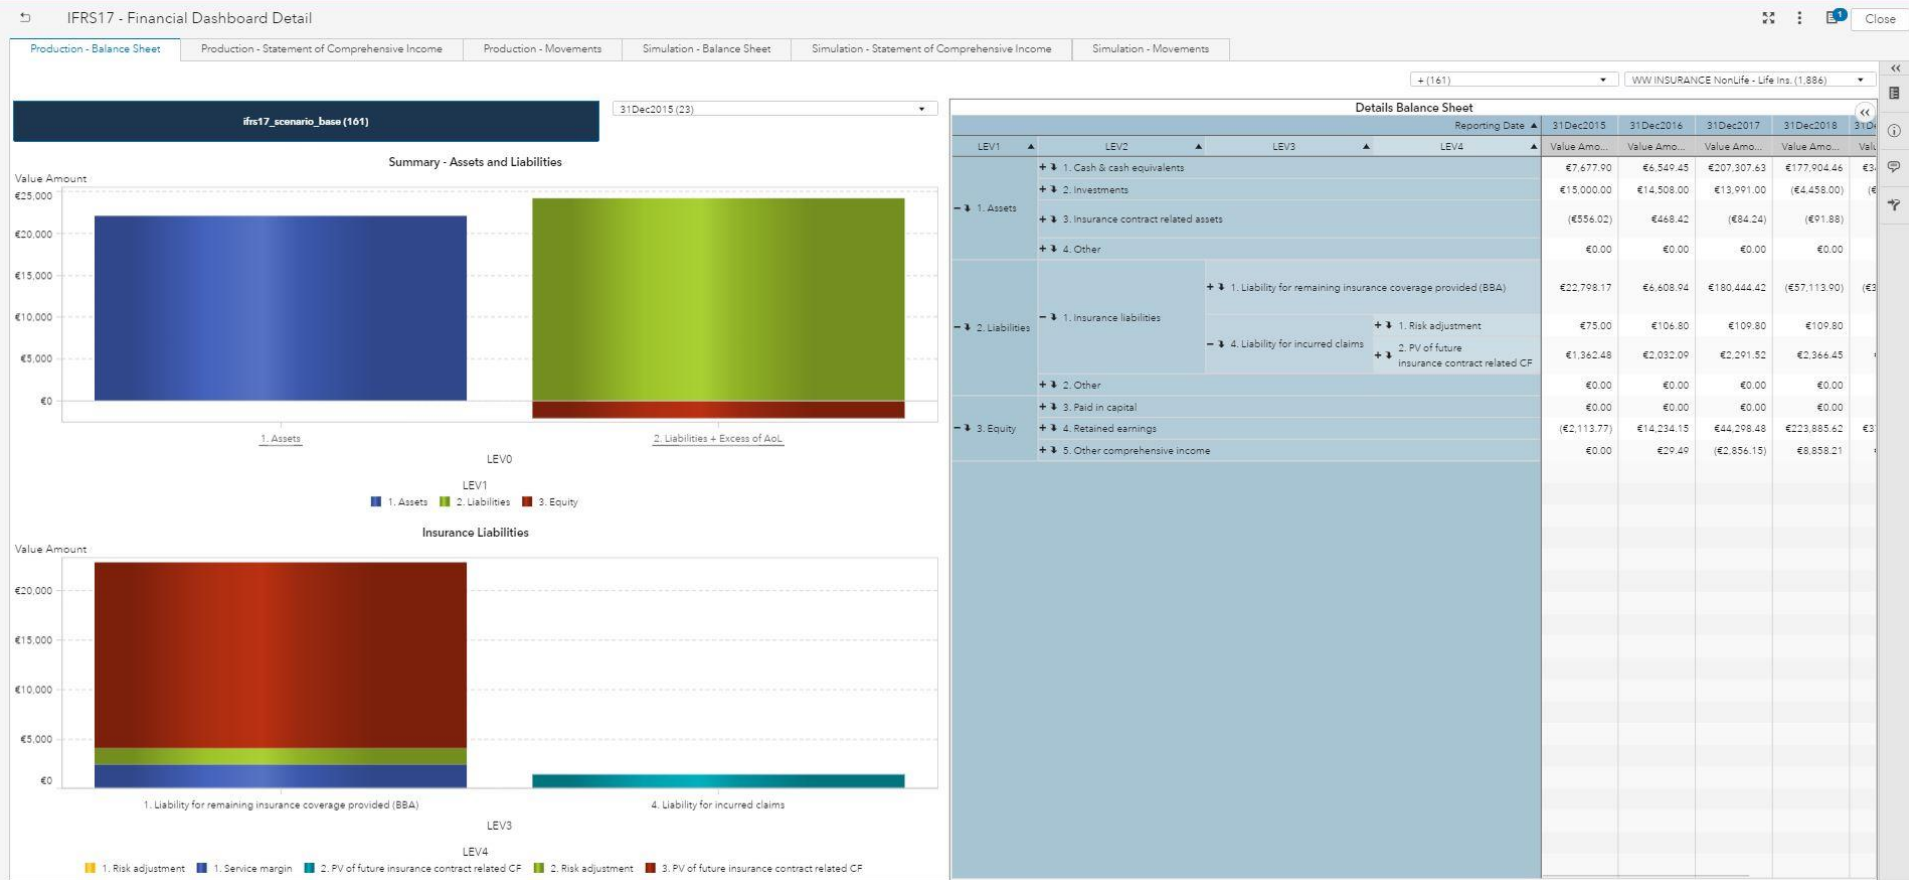 IFRS17 - Financial Dashboard Detail
1
Close
Production - Balance Sheet
Production - Statement of Comprehensive Income
Production - Movements
Simulation - Balance Sheet
Simulation - Statement of Comprehensive Income
Simulation - Movements
+ (161)
WW INSURANCE NonLife - Life Ins. (1,886)
ifrs17_scenario_base (161)
31Dec2015 (23)
Summary - Assets and Liabilities
Value Amount
€25,000
€20,000
€15,000
€10,000
€5,000
€0
1. Assets
2. Liabilities + Excess of AoL
LEV0
LEV1
1. Assets 2. Liabilities 3. Equity
Insurance Liabilities
Value Amount
€20,000
€15,000
€10,000
€5,000
€0
1. Liability for remaining insurance coverage provided (BBA)
4. Liability for incurred claims
LEV3
LEV4
1. Risk adjustment 1. Service margin 2. PV of future insurance contract related CF 2. Risk adjustment 3. PV of future insurance contract related CF
Details Balance Sheet
Reporting Date 31Dec2015 31Dec2016 31Dec2017 31Dec2018
LEV1 LEV2 LEV3 LEV4 Value Amo... Value Amo... Value Amo... Value Amo...
1. Assets
+ 1. Cash & cash equivalents €7,677.90 €6,549.45 €207,307.63 €177,904.46
+ 2. Investments €15,000.00 €14,508.00 €13,991.00 (€4,458.00)
+ 3. Insurance contract related assets (€556.02) €468.42 (€84.24) (€91.88)
+ 4. Other €0.00 €0.00 €0.00 €0.00
2. Liabilities
1. Insurance liabilities
+ 1. Liability for remaining insurance coverage provided (BBA) €22,798.17 €6,608.94 €180,444.42 (€57,113.90)
4. Liability for incurred claims
+ 1. Risk adjustment €75.00 €106.80 €109.80 €109.80
+ 2. PV of future
insurance contract related CF €1,362.48 €2,032.09 €2,291.52 €2,366.45
+ 2. Other €0.00 €0.00 €0.00 €0.00
3. Equity
+ 3. Paid in capital €0.00 €0.00 €0.00 €0.00
+ 4. Retained earnings (€2,113.77) €14,234.15 €44,298.48 €223,885.62
+ 5. Other comprehensive income €0.00 €29.49 (€2,856.15) €8,858.21